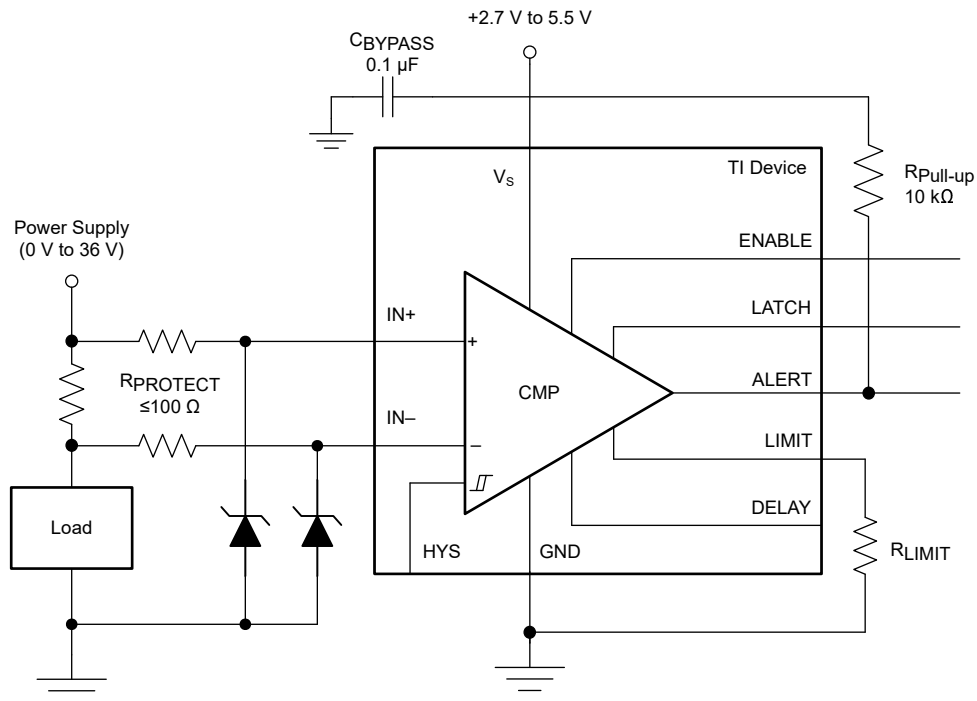 +2.7 V to 5.5 V
CBYPASS
0.1 µF
TI Device
VS
RPull-up
10 kΩ
Power Supply
(0 V to 36 V)
ENABLE
IN+
LATCH
+
RPROTECT
≤100 Ω
CMP
ALERT
IN–
–
LIMIT
Load
DELAY
HYS
GND
RLIMIT